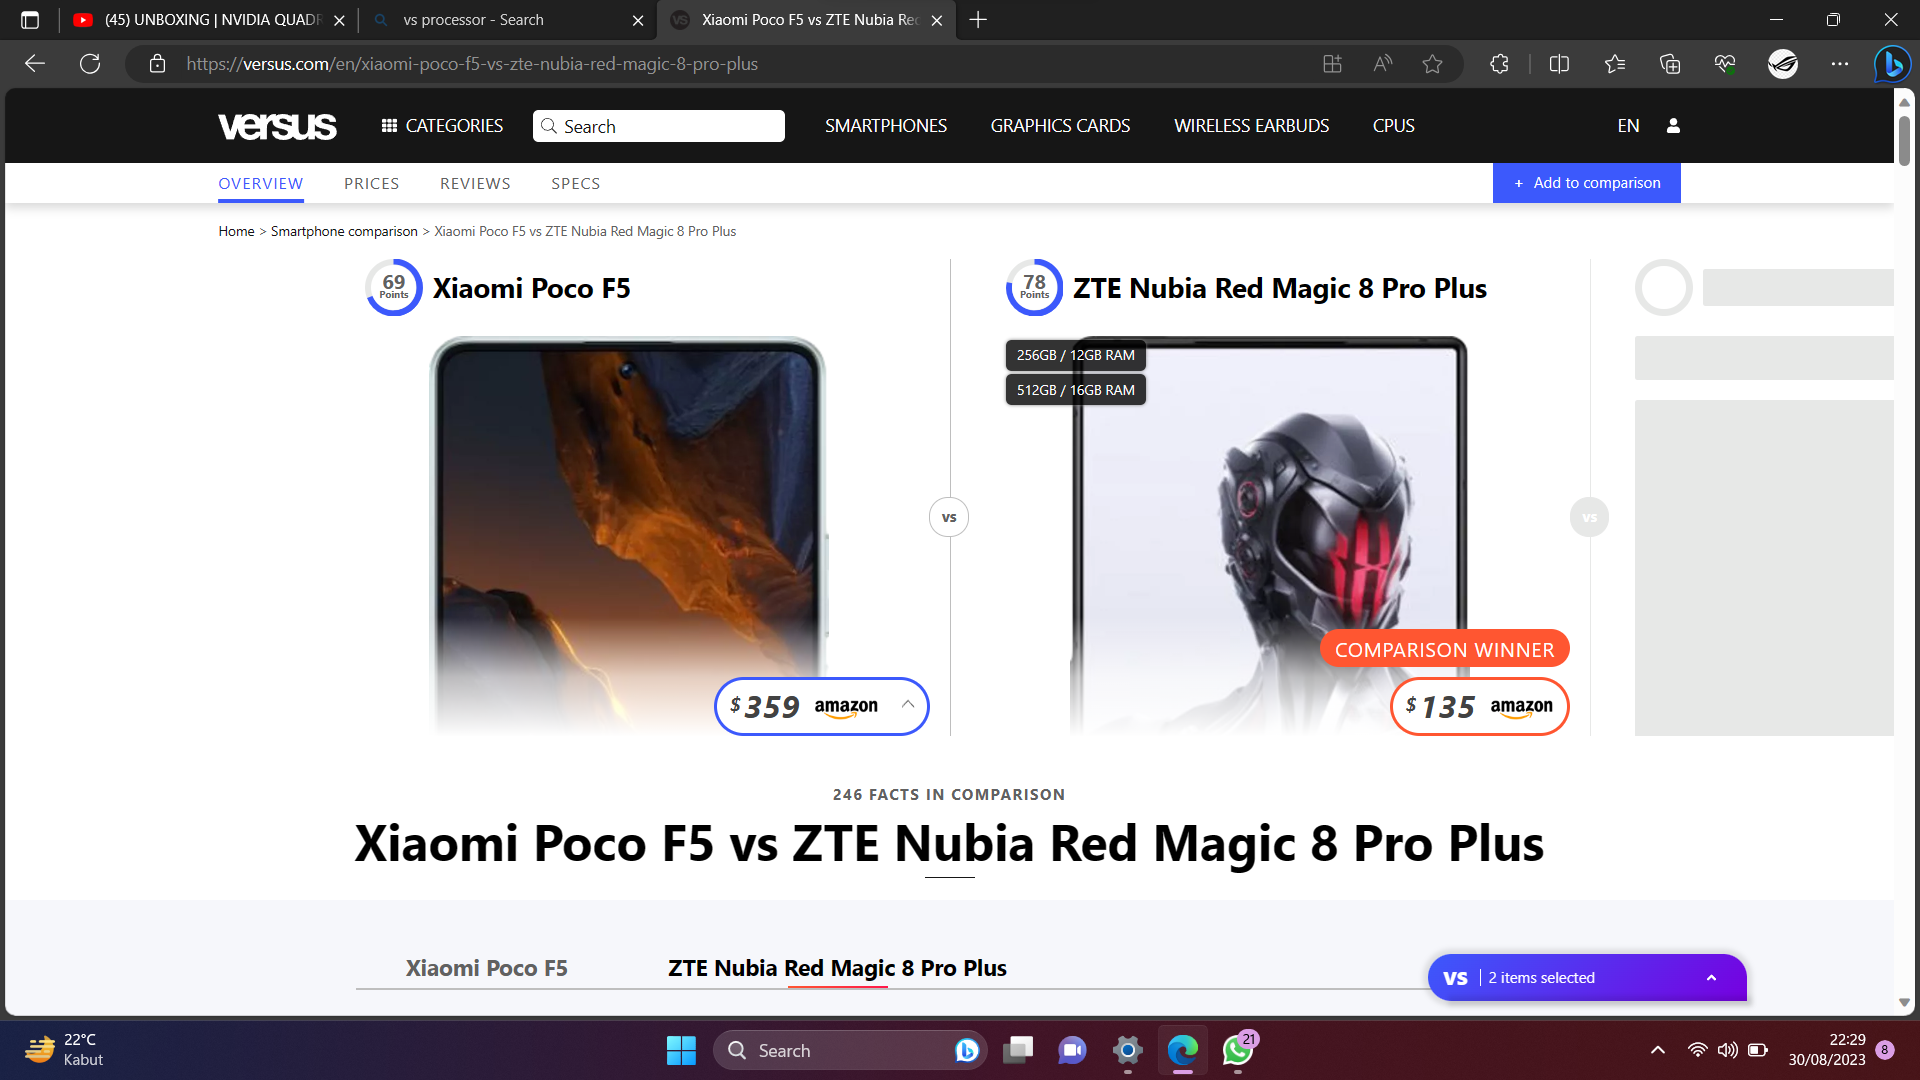 (45) UNBOXING | NVIDIA QUADR
vs processor - Search
Xiaomi Poco F5 vs ZTE Nubia Red
https://versus.com/en/xiaomi-poco-f5-vs-zte-nubia-red-magic-8-pro-plus
versus
CATEGORIES
Search
SMARTPHONES
GRAPHICS CARDS
WIRELESS EARBUDS
CPUS
EN
OVERVIEW
PRICES
REVIEWS
SPECS
+ Add to comparison
Home > Smartphone comparison > Xiaomi Poco F5 vs ZTE Nubia Red Magic 8 Pro Plus
69
Points
Xiaomi Poco F5
78
Points
ZTE Nubia Red Magic 8 Pro Plus
256GB / 12GB RAM
512GB / 16GB RAM
vs
vs
COMPARISON WINNER
$359 amazon
$135 amazon
246 FACTS IN COMPARISON
Xiaomi Poco F5 vs ZTE Nubia Red Magic 8 Pro Plus
Xiaomi Poco F5
ZTE Nubia Red Magic 8 Pro Plus
VS | 2 items selected
22°C
Kabut
Search
21
22:29
30/08/2023
8